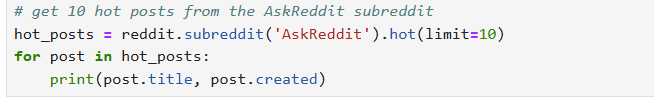 # get 10 hot posts from the AskReddit subreddit
hot_posts = reddit.subreddit('AskReddit').hot(limit=10)
for post in hot_posts:
    print(post.title, post.created)